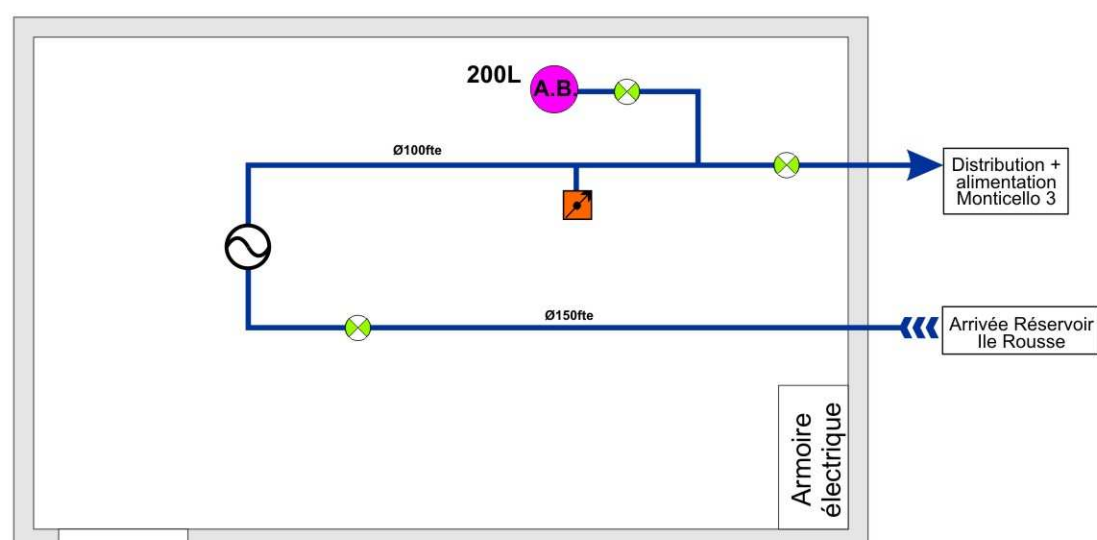 200L
A.B.
Ø100fte
Distribution +
alimentation
Monticello 3
Ø150fte
Arrivée Réservoir
Ile Rousse
Armoire
électrique